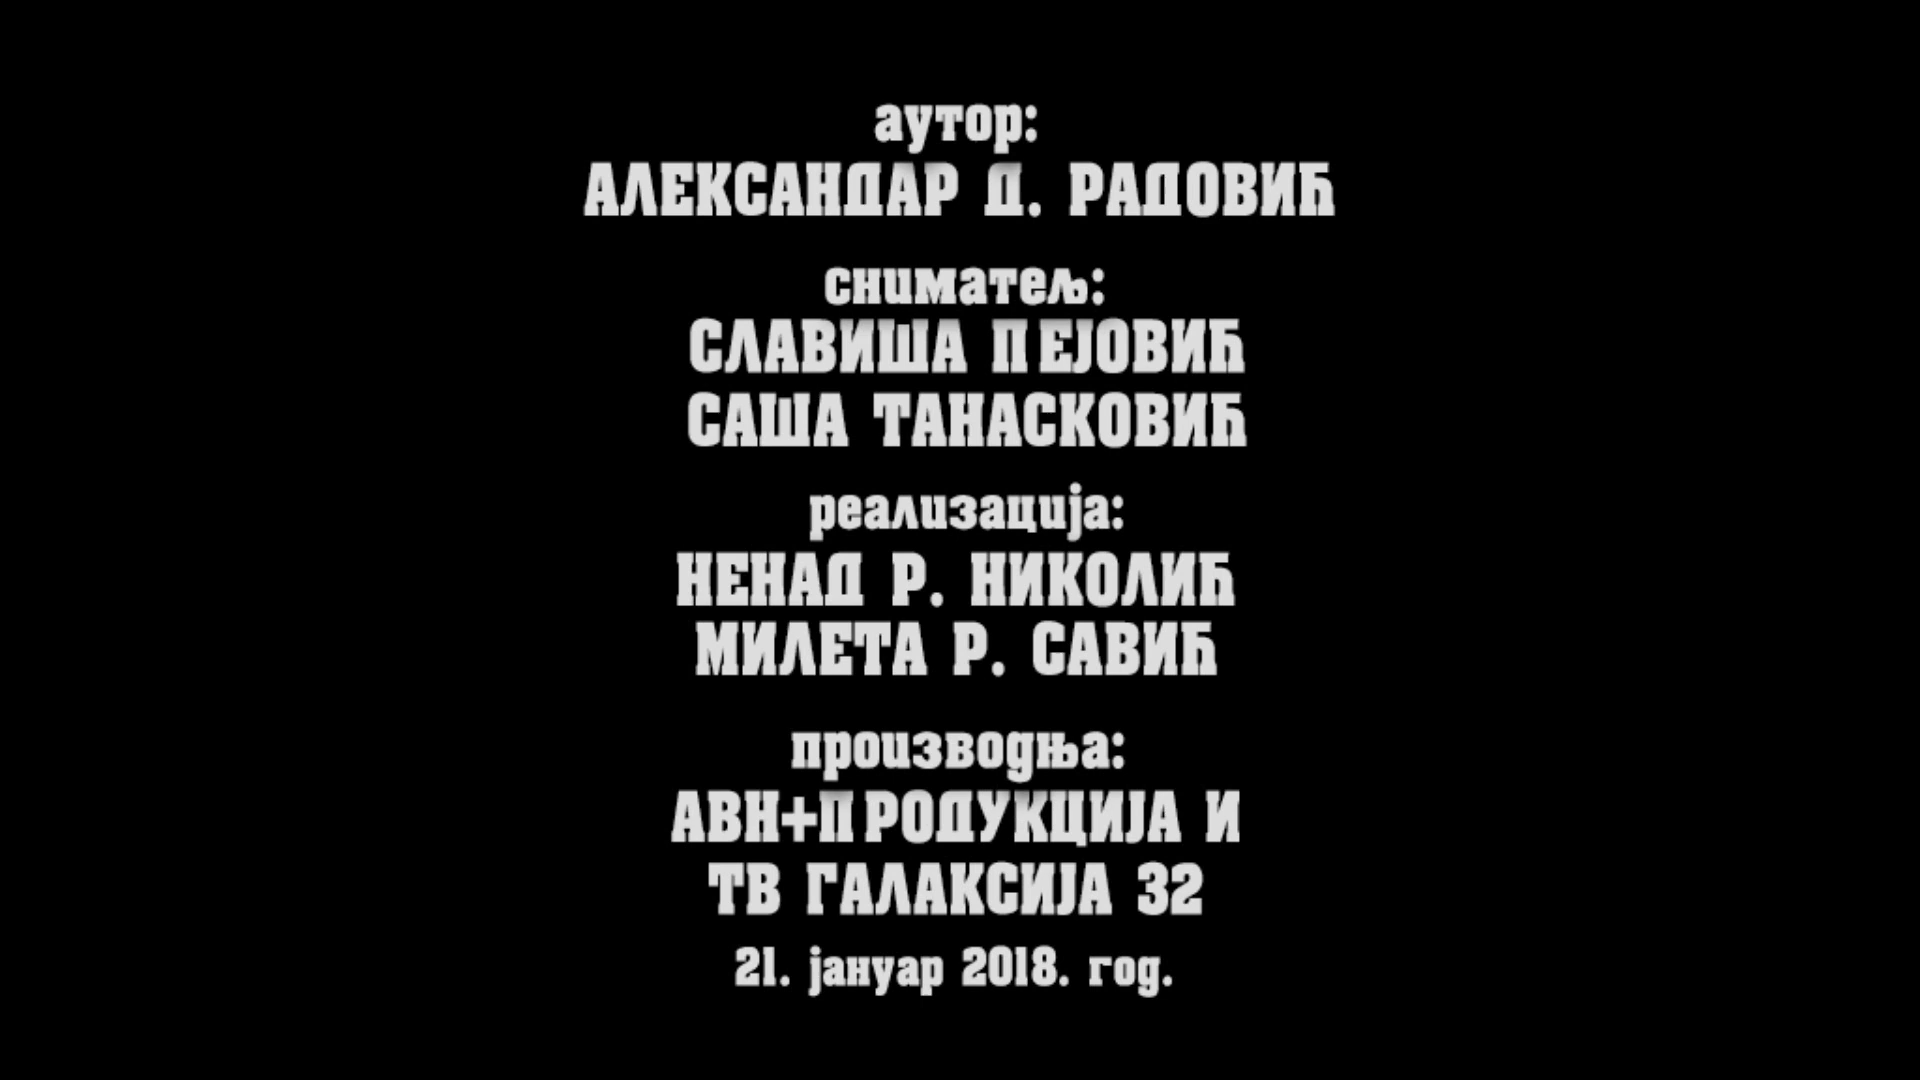 аутор:
АЛЕКСАНДАР Д. РАДОВИЋ
сниматељ:
СЛАВИША ПЕЈОВИЋ
САША ТАНАСКОВИЋ
реализација:
НЕНАД Р. НИКОЛИЋ
МИЛЕТА Р. САВИЋ
производња:
АВН+ПРОДУКЦИЈА И
ТВ ГАЛАКСИЈА 32
21. јануар 2018. год.